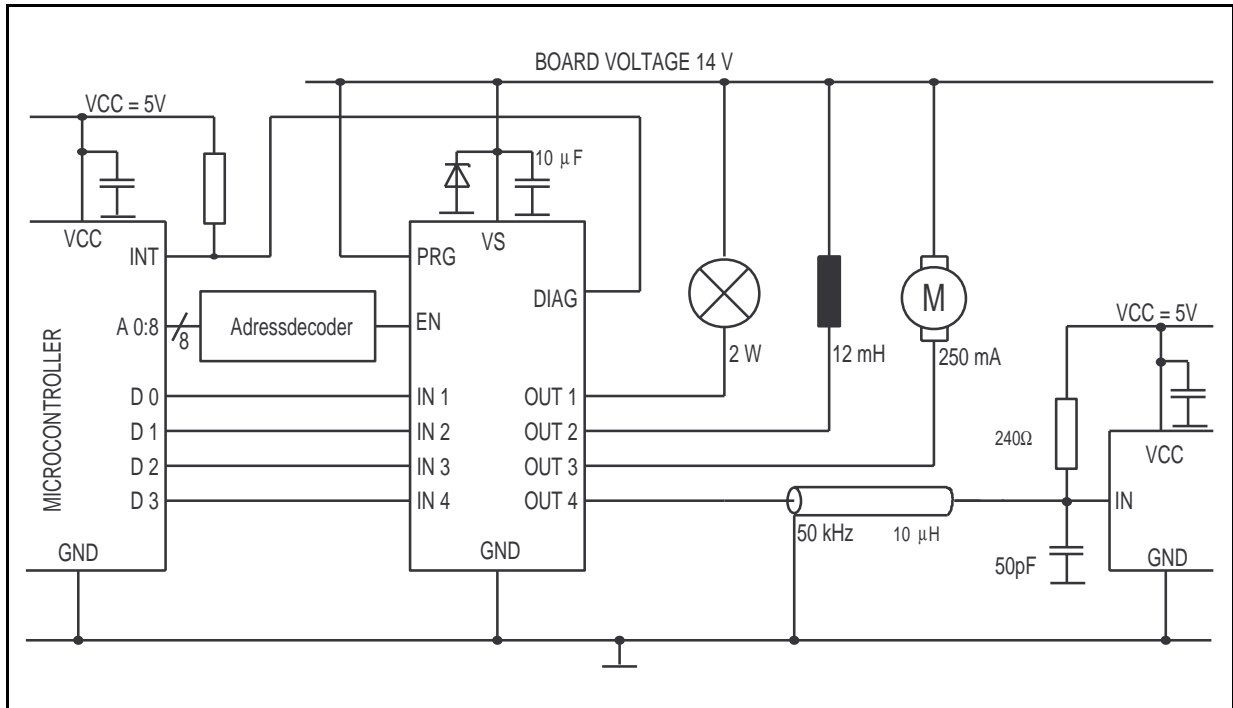 BOARD VOLTAGE 14 V
VCC = 5V
10 µF
VCC
VS
INT
PRG
DIAG
A 0:8
8
Adressdecoder
EN
M
VCC = 5V
2 W
12 mH
250 mA
MICROCONTROLLER
D 0
IN 1
OUT 1
D 1
IN 2
OUT 2
240Ω
VCC
D 2
IN 3
OUT 3
D 3
IN 4
OUT 4
IN
50 kHz
10 µH
GND
GND
50pF
GND